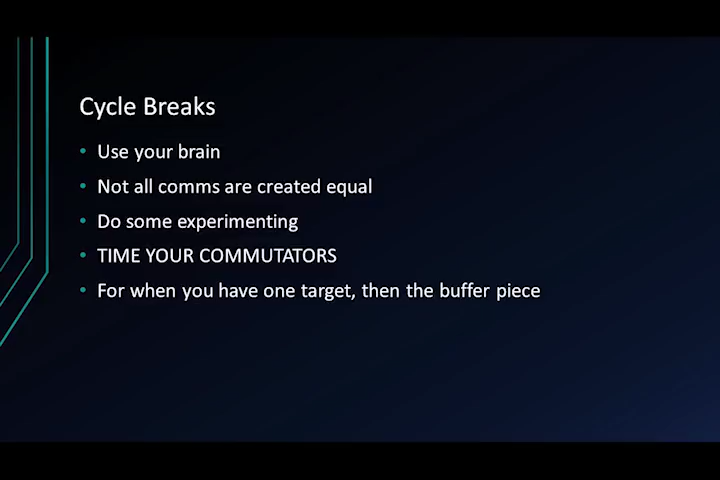 Cycle Breaks
• Use your brain
• Not all comms are created equal
• Do some experimenting
• TIME YOUR COMMUTATORS
• For when you have one target, then the buffer piece